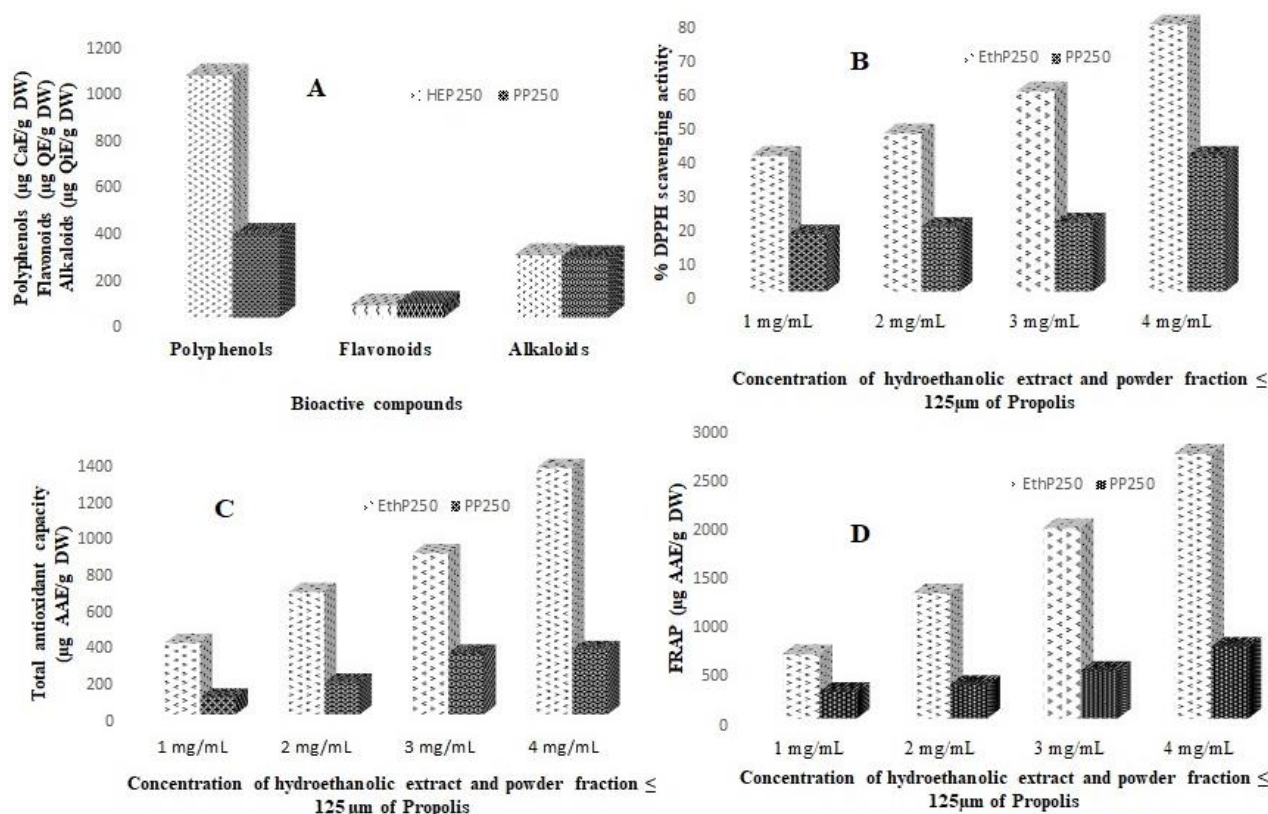 Polyphenols (µg CaE/g DW)
Flavonoids (µg QE/g DW)
Alkaloids (µg QiE/g DW)
1200
1000
800
600
400
200
0
A
HEP250 PP250
Polyphenols Flavonoids Alkaloids
Bioactive compounds
% DPPH scavenging activity
80
70
60
50
40
30
20
10
0
B
EthP250 PP250
1 mg/mL 2 mg/mL 3 mg/mL 4 mg/mL
Concentration of hydroethanolic extract and powder fraction ≤
125µm of Propolis
Total antioxidant capacity
(µg AAE/g DW)
1400
1200
1000
800
600
400
200
0
C
EthP250 PP250
1 mg/mL 2 mg/mL 3 mg/mL 4 mg/mL
Concentration of hydroethanolic extract and powder fraction ≤
125 µm of Propolis
FRAP (µg AAE/g DW)
3000
2500
2000
1500
1000
500
0
D
EthP250 PP250
1 mg/mL 2 mg/mL 3 mg/mL 4 mg/mL
Concentration of hydroethanolic extract and powder fraction ≤
125µm of Propolis